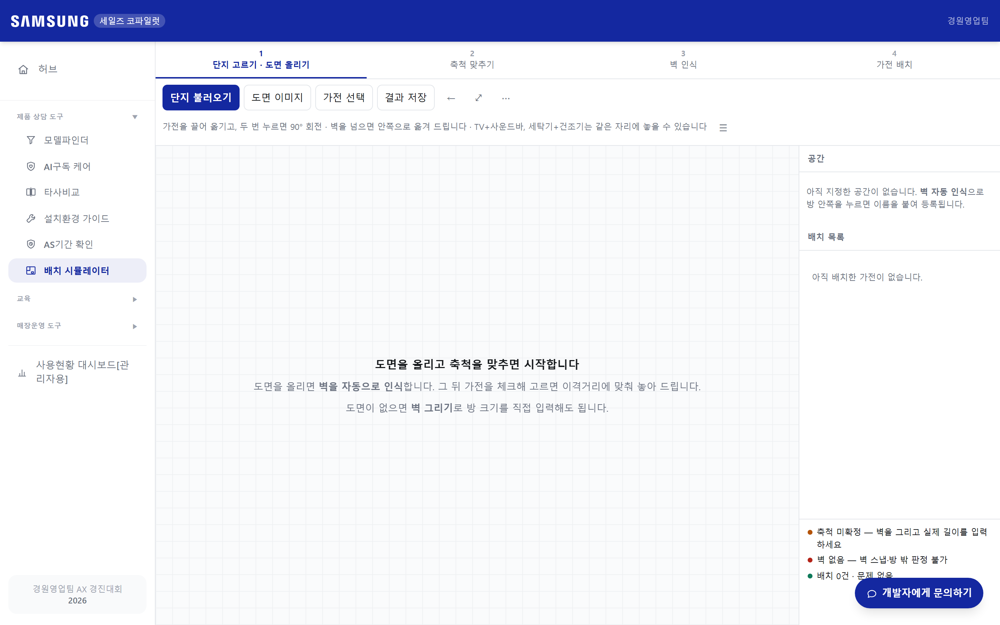 SAMSUNG 세일즈 코파일럿
경원영업팀
허브
제품 상담 도구 ▼
모델파인더
AI구독 케어
타사비교
설치환경 가이드
AS기간 확인
배치 시뮬레이터
교육 ▶
매장운영 도구 ▶
사용현황 대시보드[관
리자용]
경원영업팀 AX 경진대회
2026
1
단지 고르기 · 도면 올리기
2
축척 맞추기
3
벽 인식
4
가전 배치
단지 불러오기 도면 이미지 가전 선택 결과 저장 ← ⤢ ···
가전을 끌어 옮기고, 두 번 누르면 90° 회전 · 벽을 넘으면 안쪽으로 옮겨 드립니다 · TV+사운드바, 세탁기+건조기는 같은 자리에 놓을 수 있습니다 ☰
도면을 올리고 축척을 맞추면 시작합니다
도면을 올리면 벽을 자동으로 인식합니다. 그 뒤 가전을 체크해 고르면 이격거리에 맞춰 놓아 드립니다.
도면이 없으면 벽 그리기로 방 크기를 직접 입력해도 됩니다.
공간
아직 지정한 공간이 없습니다. 벽 자동 인식으로
방 안쪽을 누르면 이름을 붙여 등록됩니다.
배치 목록
아직 배치한 가전이 없습니다.
축척 미확정 — 벽을 그리고 실제 길이를 입력
하세요
벽 없음 — 벽 스냅·방 밖 판정 불가
배치 0건 · 문제 없음
개발자에게 문의하기